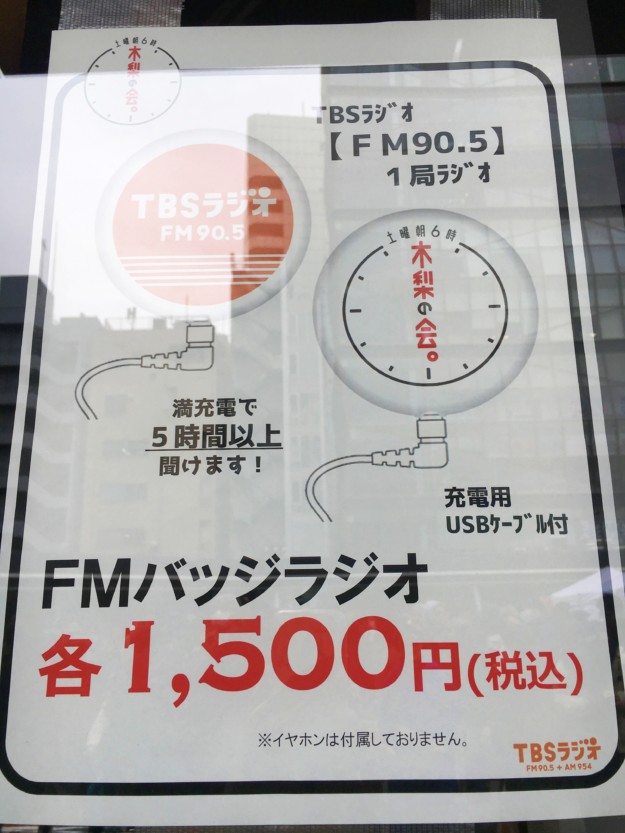 土曜朝6時
木梨の会。
TBSラジオ
【FM90.5】
1局ラジオ
TBSラジオ
FM90.5
土曜朝6時
木梨の会。
満充電で
5時間以上
聞けます!
充電用
USBケーブル付
FMバッジラジオ
各1,500円(税込)
※イヤホンは付属しておりません。
TBSラジオ
FM90.5+AM954